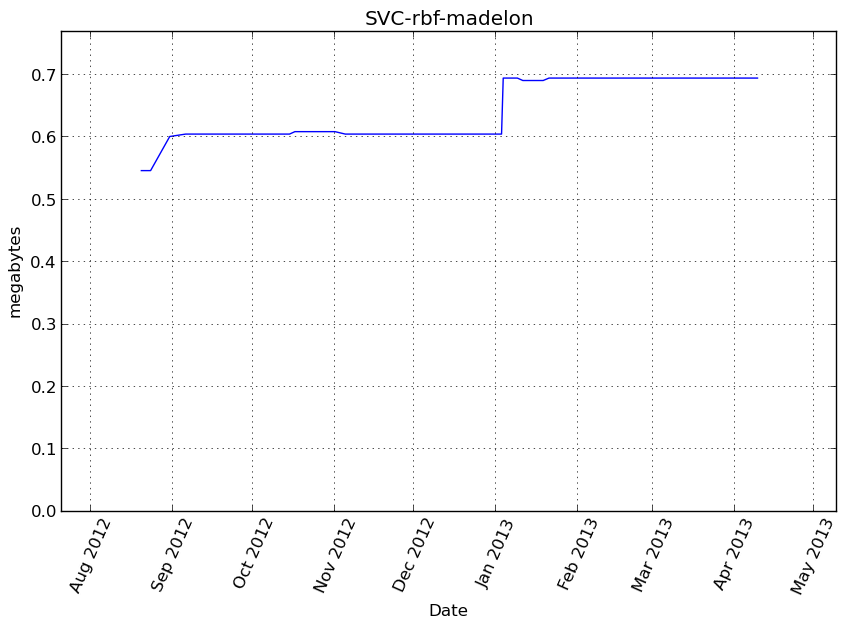 SVC-rbf-madelon
0.7
0.6
0.5
0.4
0.3
0.2
0.1
0.0
megabytes
Aug 2012
Sep 2012
Oct 2012
Nov 2012
Dec 2012
Jan 2013
Feb 2013
Mar 2013
Apr 2013
May 2013
Date